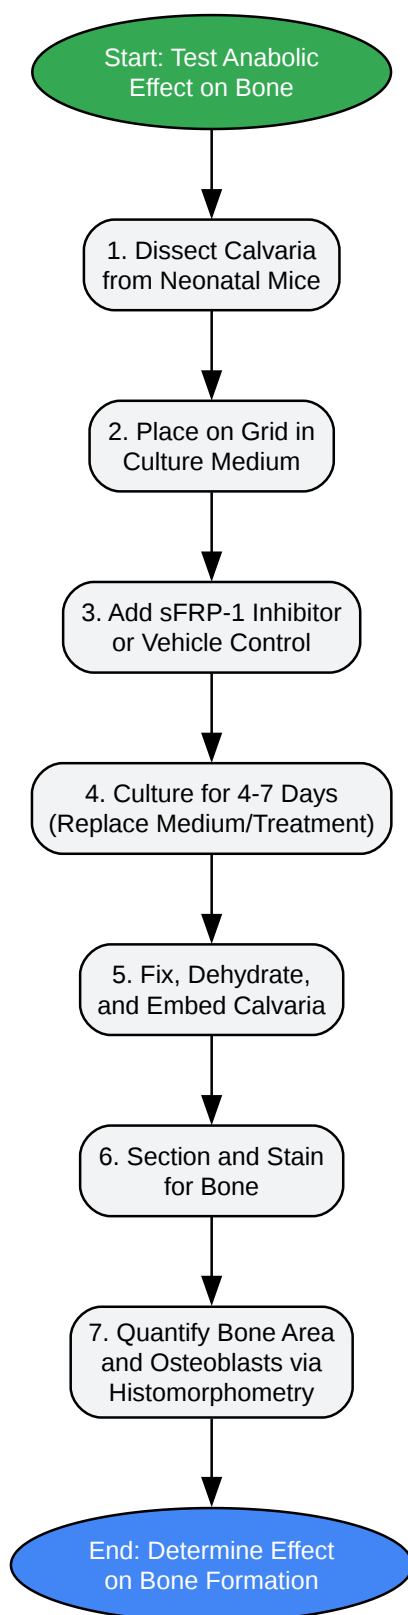 Start: Test Anabolic
Effect on Bone
1. Dissect Calvaria
from Neonatal Mice
2. Place on Grid in
Culture Medium
3. Add sFRP-1 Inhibitor
or Vehicle Control
4. Culture for 4-7 Days
(Replace Medium/Treatment)
5. Fix, Dehydrate,
and Embed Calvaria
6. Section and Stain
for Bone
7. Quantify Bone Area
and Osteoblasts via
Histomorphometry
End: Determine Effect
on Bone Formation